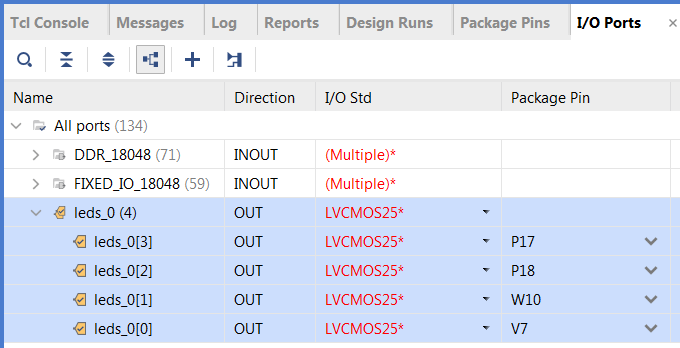 Tcl Console Messages Log Reports Design Runs Package Pins I/O Ports ×
Name Direction I/O Std Package Pin
All ports (134)
DDR_18048 (71) INOUT (Multiple)*
FIXED_IO_18048 (59) INOUT (Multiple)*
leds_0 (4) OUT LVCMOS25*
leds_0[3] OUT LVCMOS25* P17
leds_0[2] OUT LVCMOS25* P18
leds_0[1] OUT LVCMOS25* W10
leds_0[0] OUT LVCMOS25* V7